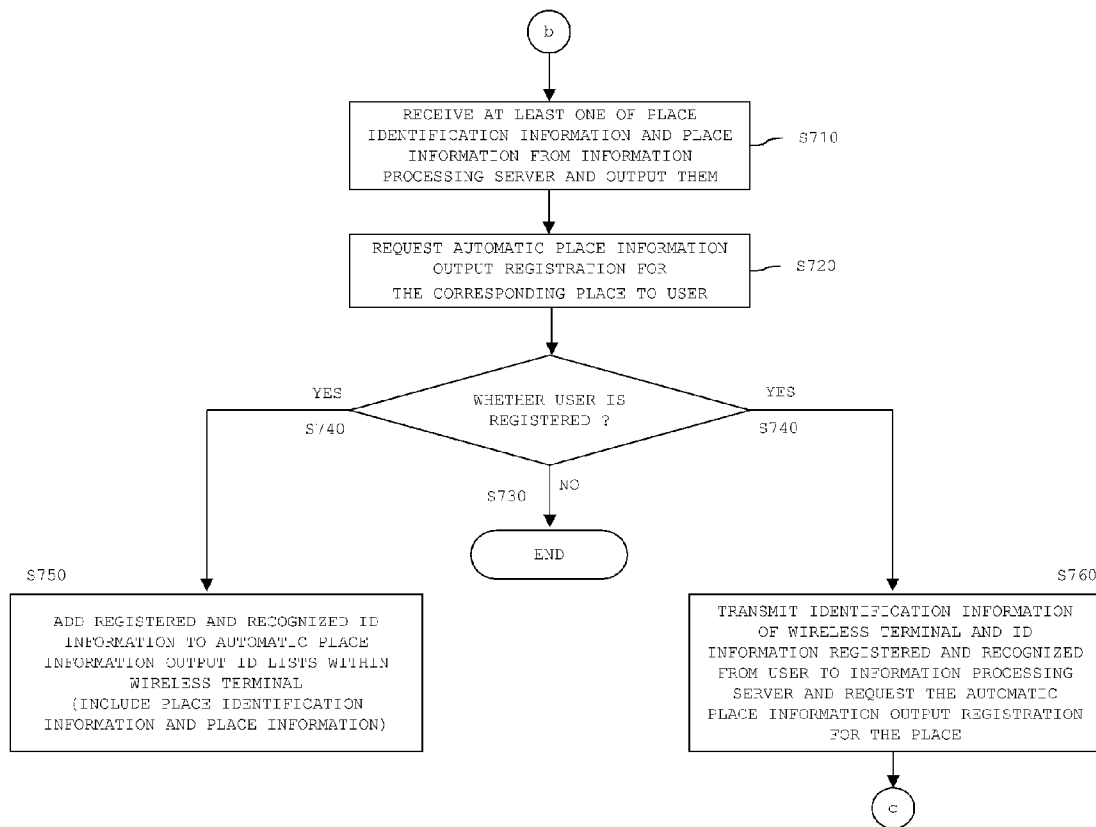 b
RECEIVE AT LEAST ONE OF PLACE
IDENTIFICATION INFORMATION AND PLACE
INFORMATION FROM INFORMATION
PROCESSING SERVER AND OUTPUT THEM
S710
REQUEST AUTOMATIC PLACE INFORMATION
OUTPUT REGISTRATION FOR
THE CORRESPONDING PLACE TO USER
S720
WHETHER USER IS
REGISTERED ?
YES
S740
YES
S740
S730
NO
END
S750
ADD REGISTERED AND RECOGNIZED ID
INFORMATION TO AUTOMATIC PLACE
INFORMATION OUTPUT ID LISTS WITHIN
WIRELESS TERMINAL
(INCLUDE PLACE IDENTIFICATION
INFORMATION AND PLACE INFORMATION)
S760
TRANSMIT IDENTIFICATION INFORMATION
OF WIRELESS TERMINAL AND ID
INFORMATION REGISTERED AND RECOGNIZED
FROM USER TO INFORMATION PROCESSING
SERVER AND REQUEST THE AUTOMATIC
PLACE INFORMATION OUTPUT REGISTRATION
FOR THE PLACE
c